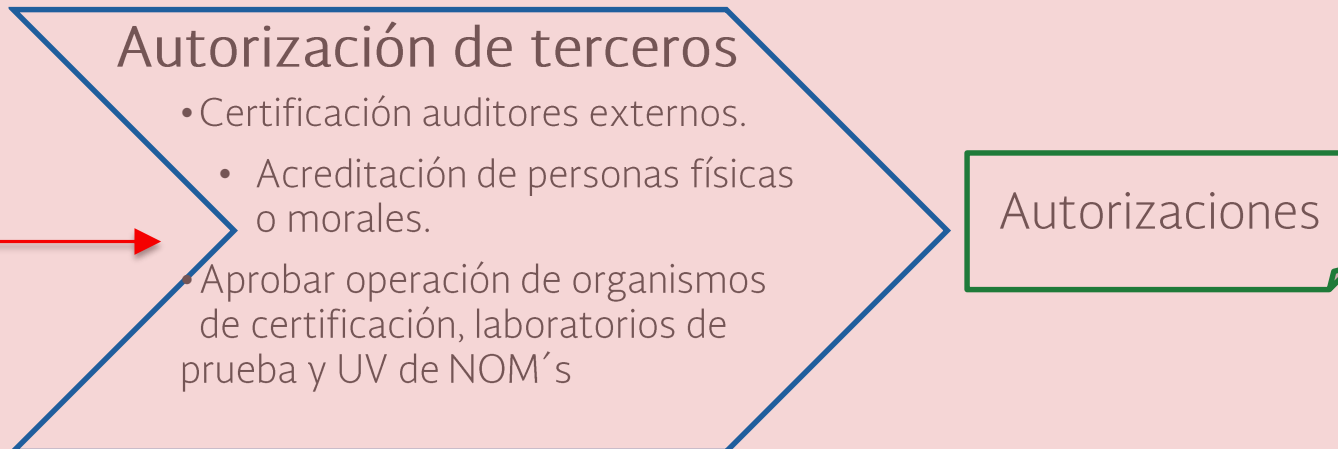 Autorización de terceros
•Certificación auditores externos.
• Acreditación de personas físicas
o morales.
•Aprobar operación de organismos
de certificación, laboratorios de
prueba y UV de NOM´s
Autorizaciones